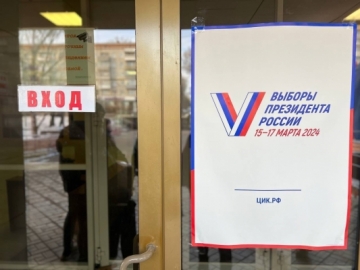 ВХОД
ВЫБОРЫ
ПРЕЗИДЕНТА
РОССИИ
15–17 МАРТА 2024
ЦИК.РФ